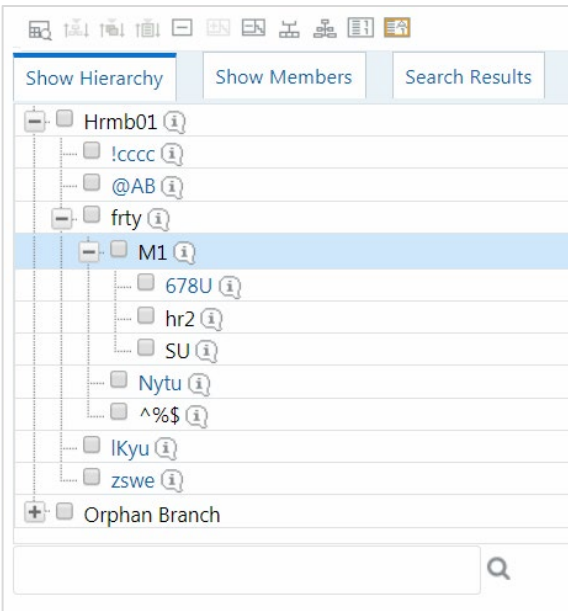 Show Hierarchy Show Members Search Results
Hrmb01
!cccc
@AB
frty
M1
678U
hr2
SU
Nytu
^%$
lKyu
zswe
Orphan Branch